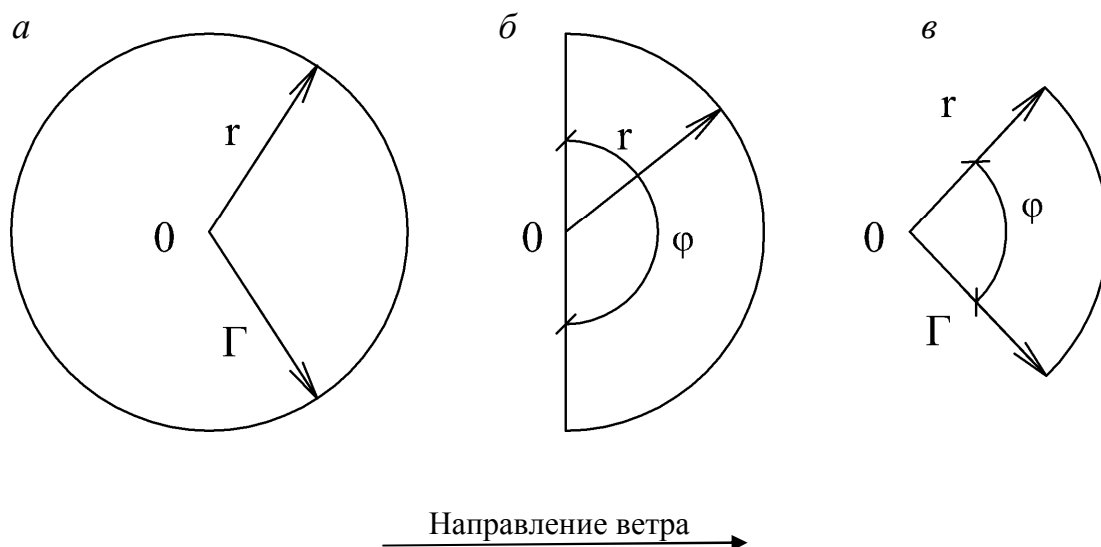 а б в
r r r
0 0 φ 0 φ
Г Г
Направление ветра